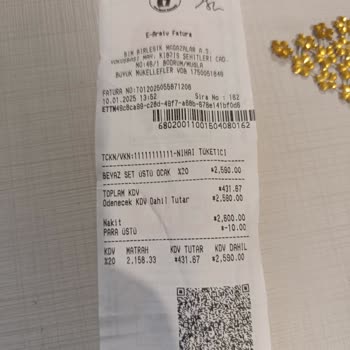 E-Arşiv Fatura
BİM BİRLEŞİK MAĞAZALAR A.Ş.
YOKUŞBAŞI MAH. KIBRIS ŞEHİTLERİ CAD.
NO:46/1 BODRUM/MUĞLA
BÜYÜK MÜKELLEFLER VDB 1750051846
FATURA NO:T012025055871208
10.01.2025 13:52 Sıra No : 162
68020011001604080162
TCKN/VKN:11111111111-NİHAİ TÜKETİCİ
BEYAZ SET ÜSTÜ OCAK %20 *2,590.00
TOPLAM KDV *431.67
Ödenecek KDV Dahil Tutar *2,590.00
Nakit *2,600.00
PARA ÜSTÜ *-10.00
KDV MATRAH KDV TUTAR KDV DAHİL
%20 2,158.33 *431.67 *2,590.00